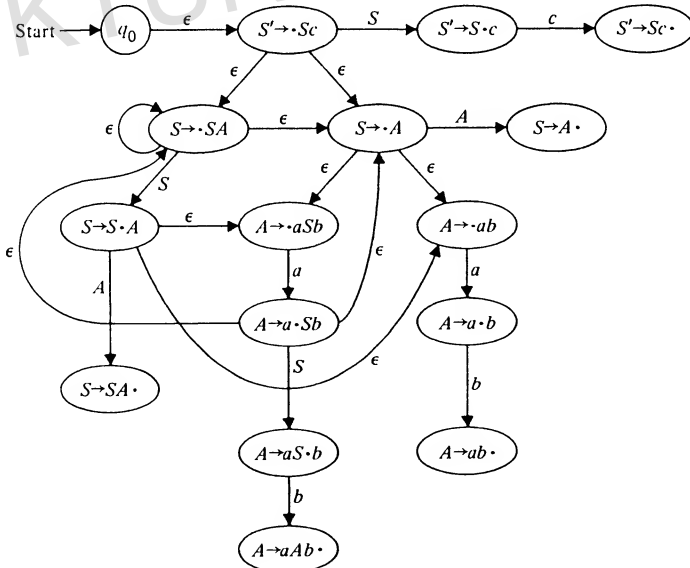 Start q₀ ϵ S′→·Sc S S′→S·c c S′→Sc·
ϵ ϵ
ϵ S→·SA ϵ S→·A A S→A·
S ϵ ϵ
S→S·A ϵ A→·aSb A→·ab
ϵ A a ϵ a
A→a·Sb A→a·b
S→SA· S ϵ b
A→aS·b A→ab·
b
A→aAb·